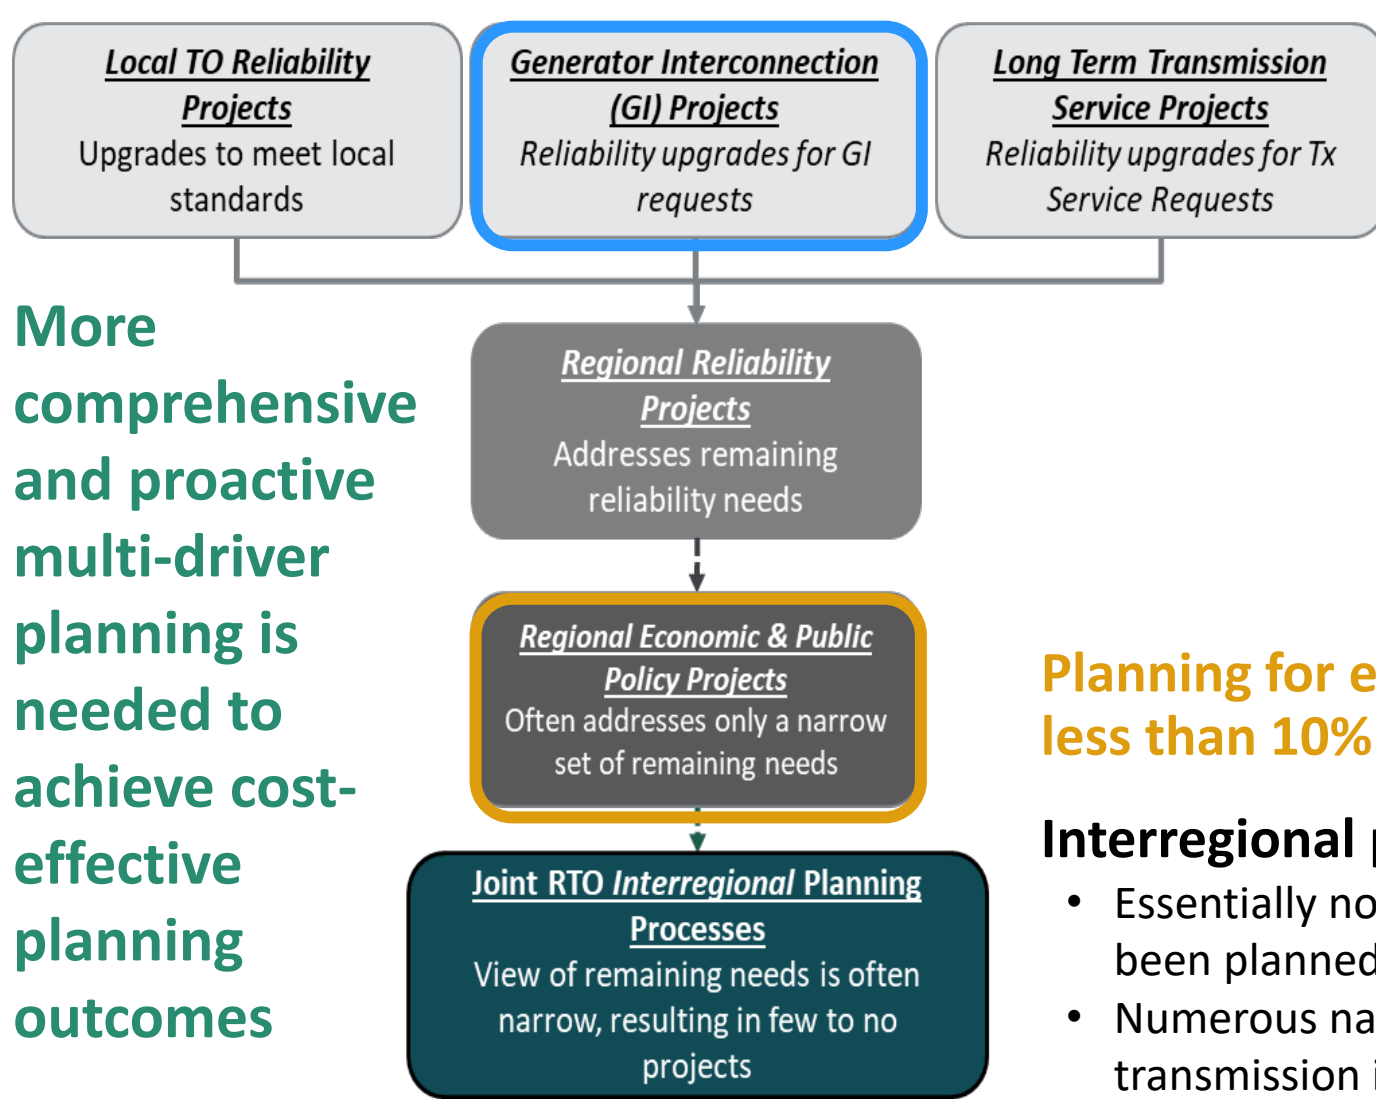 Local TO Reliability
Projects
Upgrades to meet local
standards
Generator Interconnection
(GI) Projects
Reliability upgrades for GI
requests
Long Term Transmission
Service Projects
Reliability upgrades for Tx
Service Requests
More
comprehensive
and proactive
multi-driver
planning is
needed to
achieve cost-
effective
planning
outcomes
Regional Reliability
Projects
Addresses remaining
reliability needs
Regional Economic & Public
Policy Projects
Often addresses only a narrow
set of remaining needs
Joint RTO Interregional Planning
Processes
View of remaining needs is often
narrow, resulting in few to no
projects
Planning for
less than 10%
Interregional
• Essentially no
been planned
• Numerous
transmission